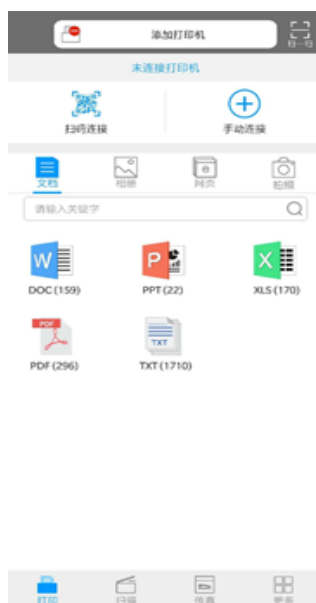 添加打印机
扫一扫
未连接打印机
扫码连接 手动连接
文档 相册 网页 拍照
请输入关键字
W P X
DOC (159) PPT (22) XLS (170)
PDF TXT
PDF (296) TXT (1710)
打印 扫描 传真 更多